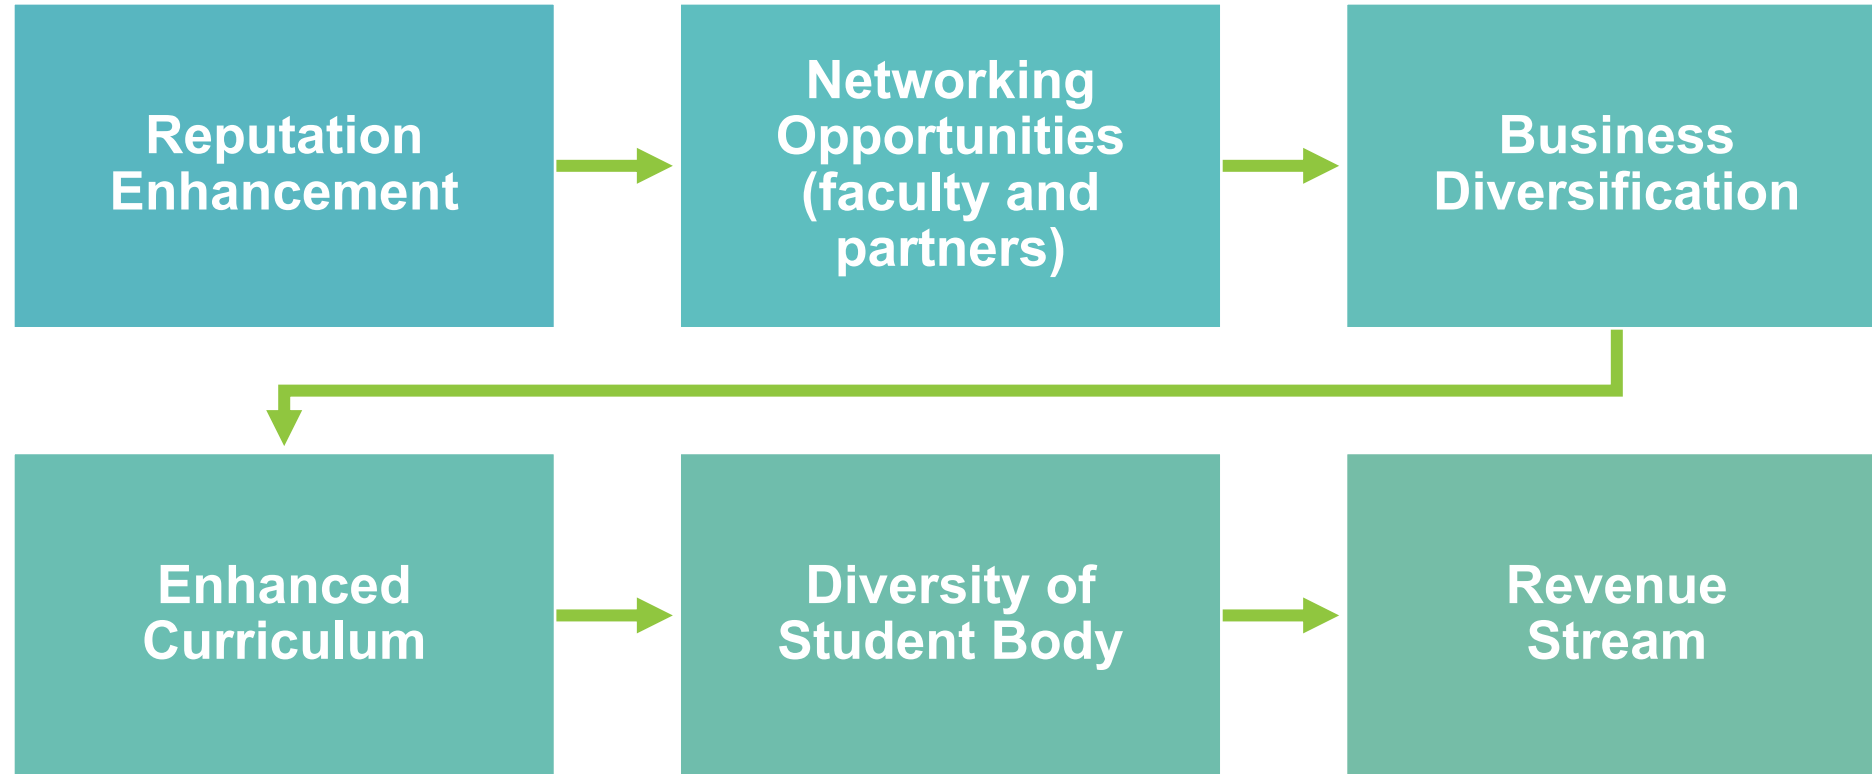 Reputation
Enhancement
Networking
Opportunities
(faculty and
partners)
Business
Diversification
Enhanced
Curriculum
Diversity of
Student Body
Revenue
Stream